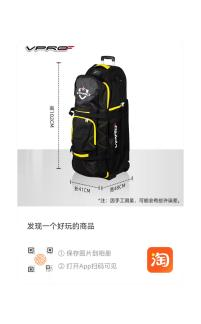 VPRO
高102CM
VPRO
长41CM
宽40CM
*注：因手工测量，可能会有些许误差。
发现一个好玩的商品
① 保存图片到相册
② 打开App扫码可见
淘